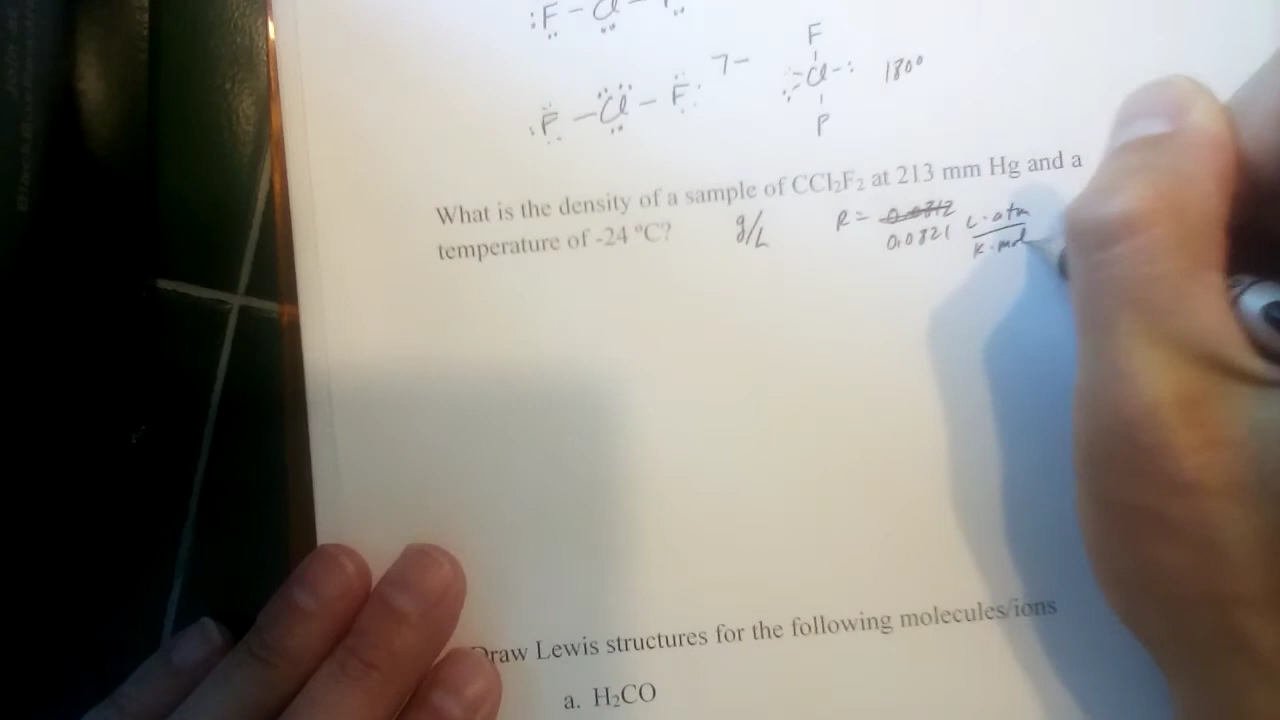 :F - Cl -
F
:F - Cl - F: 7- Cl 180°
F
What is the density of a sample of CCl₂F₂ at 213 mm Hg and a
temperature of -24 °C? g/L R = 0.0821 L·atm
K·mol
Draw Lewis structures for the following molecules/ions
a. H₂CO